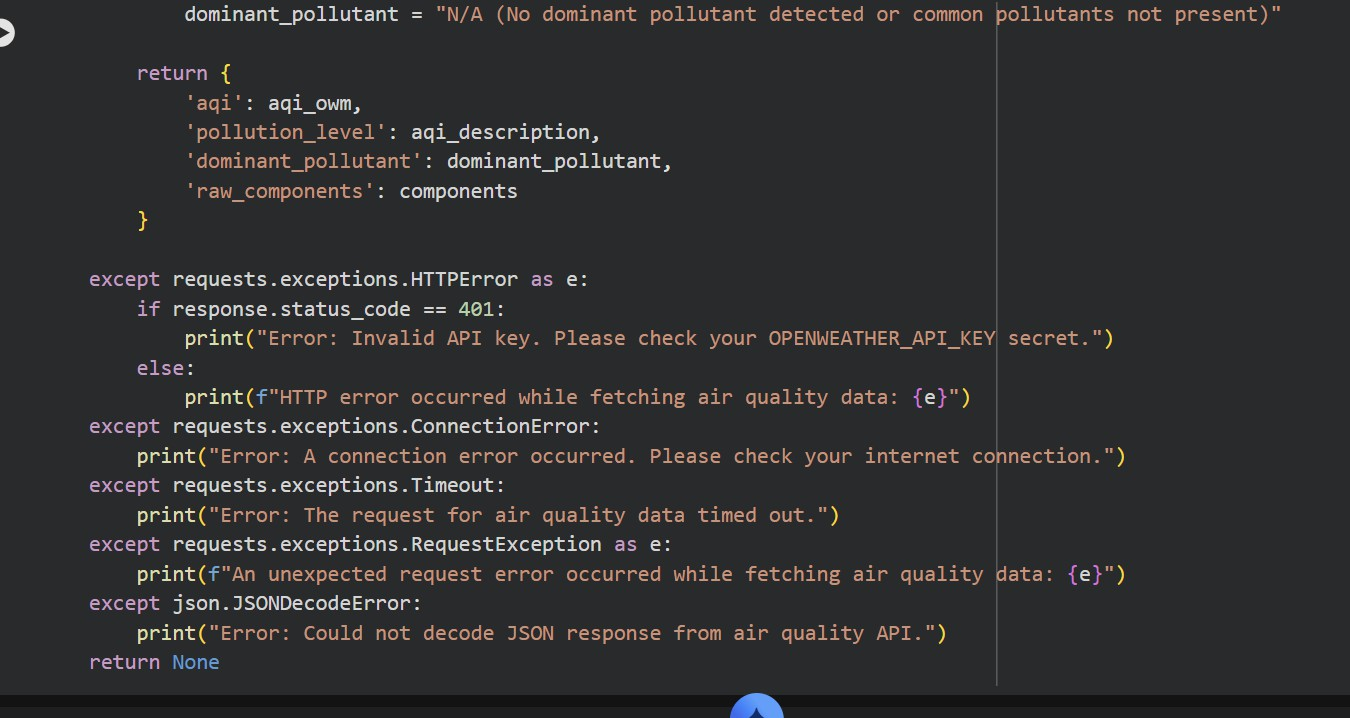 dominant_pollutant = "N/A (No dominant pollutant detected or common pollutants not present)"
return {
'aqi': aqi_owm,
'pollution_level': aqi_description,
'dominant_pollutant': dominant_pollutant,
'raw_components': components
}
except requests.exceptions.HTTPError as e:
if response.status_code == 401:
print("Error: Invalid API key. Please check your OPENWEATHER_API_KEY secret.")
else:
print(f"HTTP error occurred while fetching air quality data: {e}")
except requests.exceptions.ConnectionError:
print("Error: A connection error occurred. Please check your internet connection.")
except requests.exceptions.Timeout:
print("Error: The request for air quality data timed out.")
except requests.exceptions.RequestException as e:
print(f"An unexpected request error occurred while fetching air quality data: {e}")
except json.JSONDecodeError:
print("Error: Could not decode JSON response from air quality API.")
return None